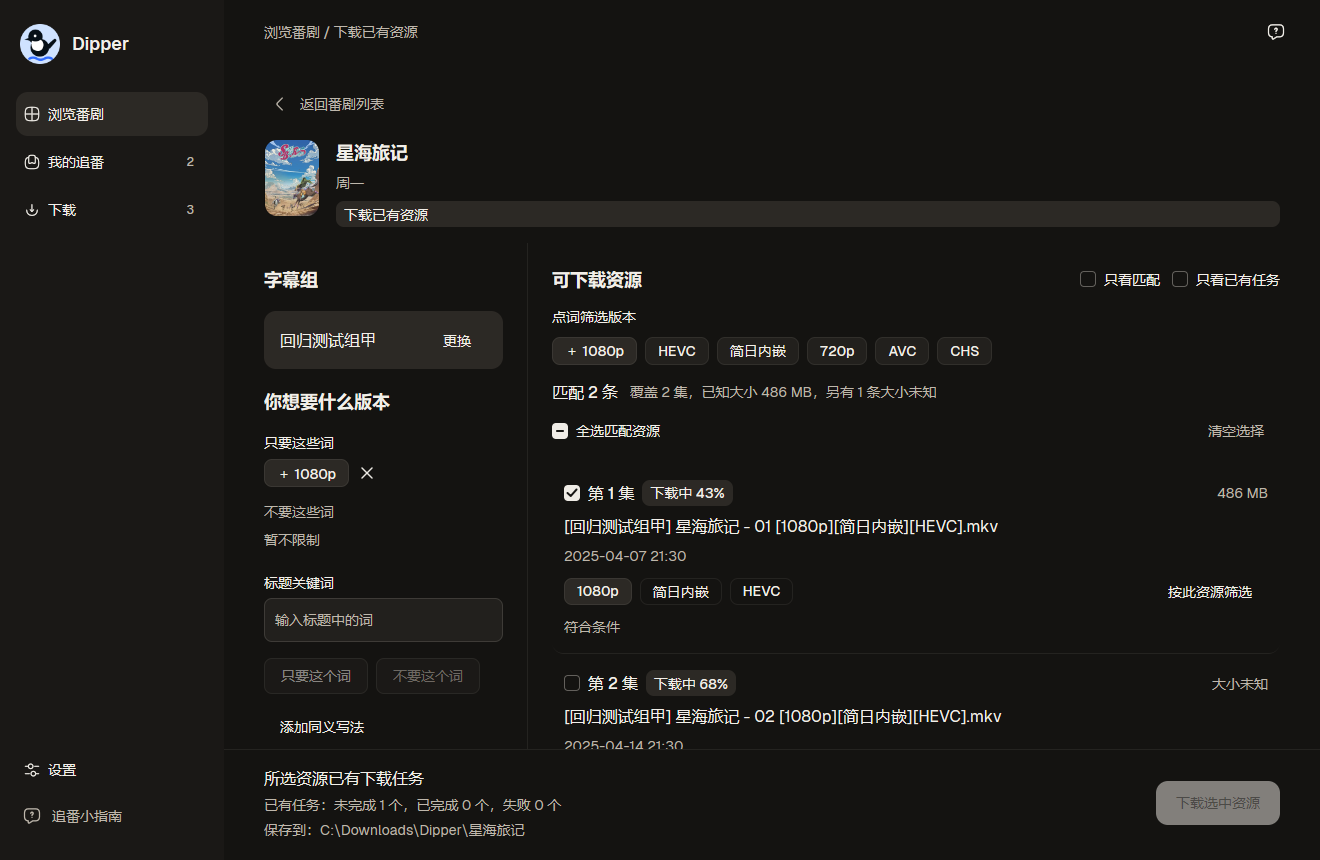 Dipper
浏览番剧
我的追番 2
下载 3
设置
追番小指南
浏览番剧 / 下载已有资源
返回番剧列表
星海旅记
周一
下载已有资源
字幕组
回归测试组甲 更换
你想要什么版本
只要这些词
+ 1080p ×
不要这些词
暂不限制
标题关键词
输入标题中的词
只要这个词 不要这个词
添加同义写法
可下载资源 只看匹配 只看已有任务
点词筛选版本
+ 1080p HEVC 简日内嵌 720p AVC CHS
匹配 2 条 覆盖 2 集，已知大小 486 MB，另有 1 条大小未知
全选匹配资源 清空选择
第 1 集 下载中 43% 486 MB
[回归测试组甲] 星海旅记 - 01 [1080p][简日内嵌][HEVC].mkv
2025-04-07 21:30
1080p 简日内嵌 HEVC 按此资源筛选
符合条件
第 2 集 下载中 68% 大小未知
[回归测试组甲] 星海旅记 - 02 [1080p][简日内嵌][HEVC].mkv
2025-04-14 21:30
所选资源已有下载任务
已有任务：未完成 1 个，已完成 0 个，失败 0 个
保存到：C:\Downloads\Dipper\星海旅记
下载选中资源